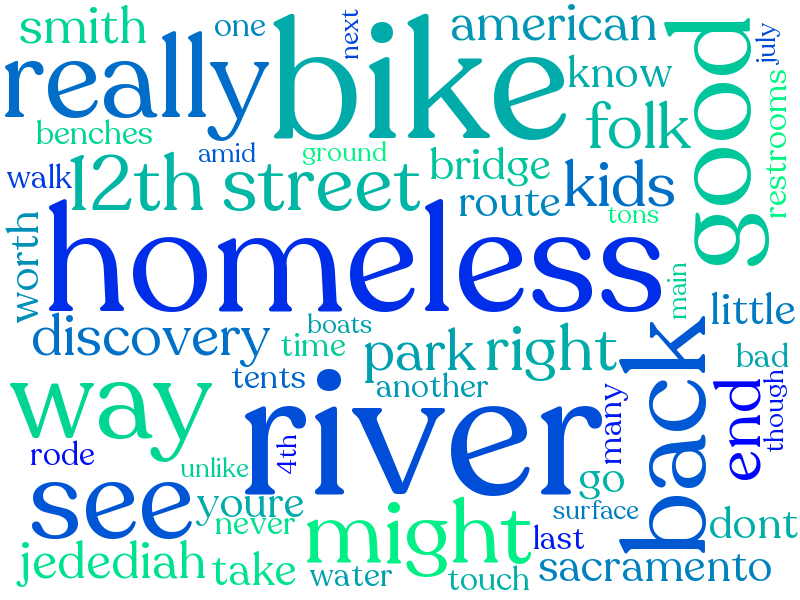 smith
one
next
american
july
really
bike
know
good
benches
folk
restrooms
amid
ground
walk
12th street
bridge
kids
route
tons
worth
homeless
main
little
discovery
boats
time
park
right
back
bad
tents
another
way
river
many
end
though
rode
4th
unlike
go
see
youre
surface
never
might
last
dont
jedediah
take
water
touch
sacramento